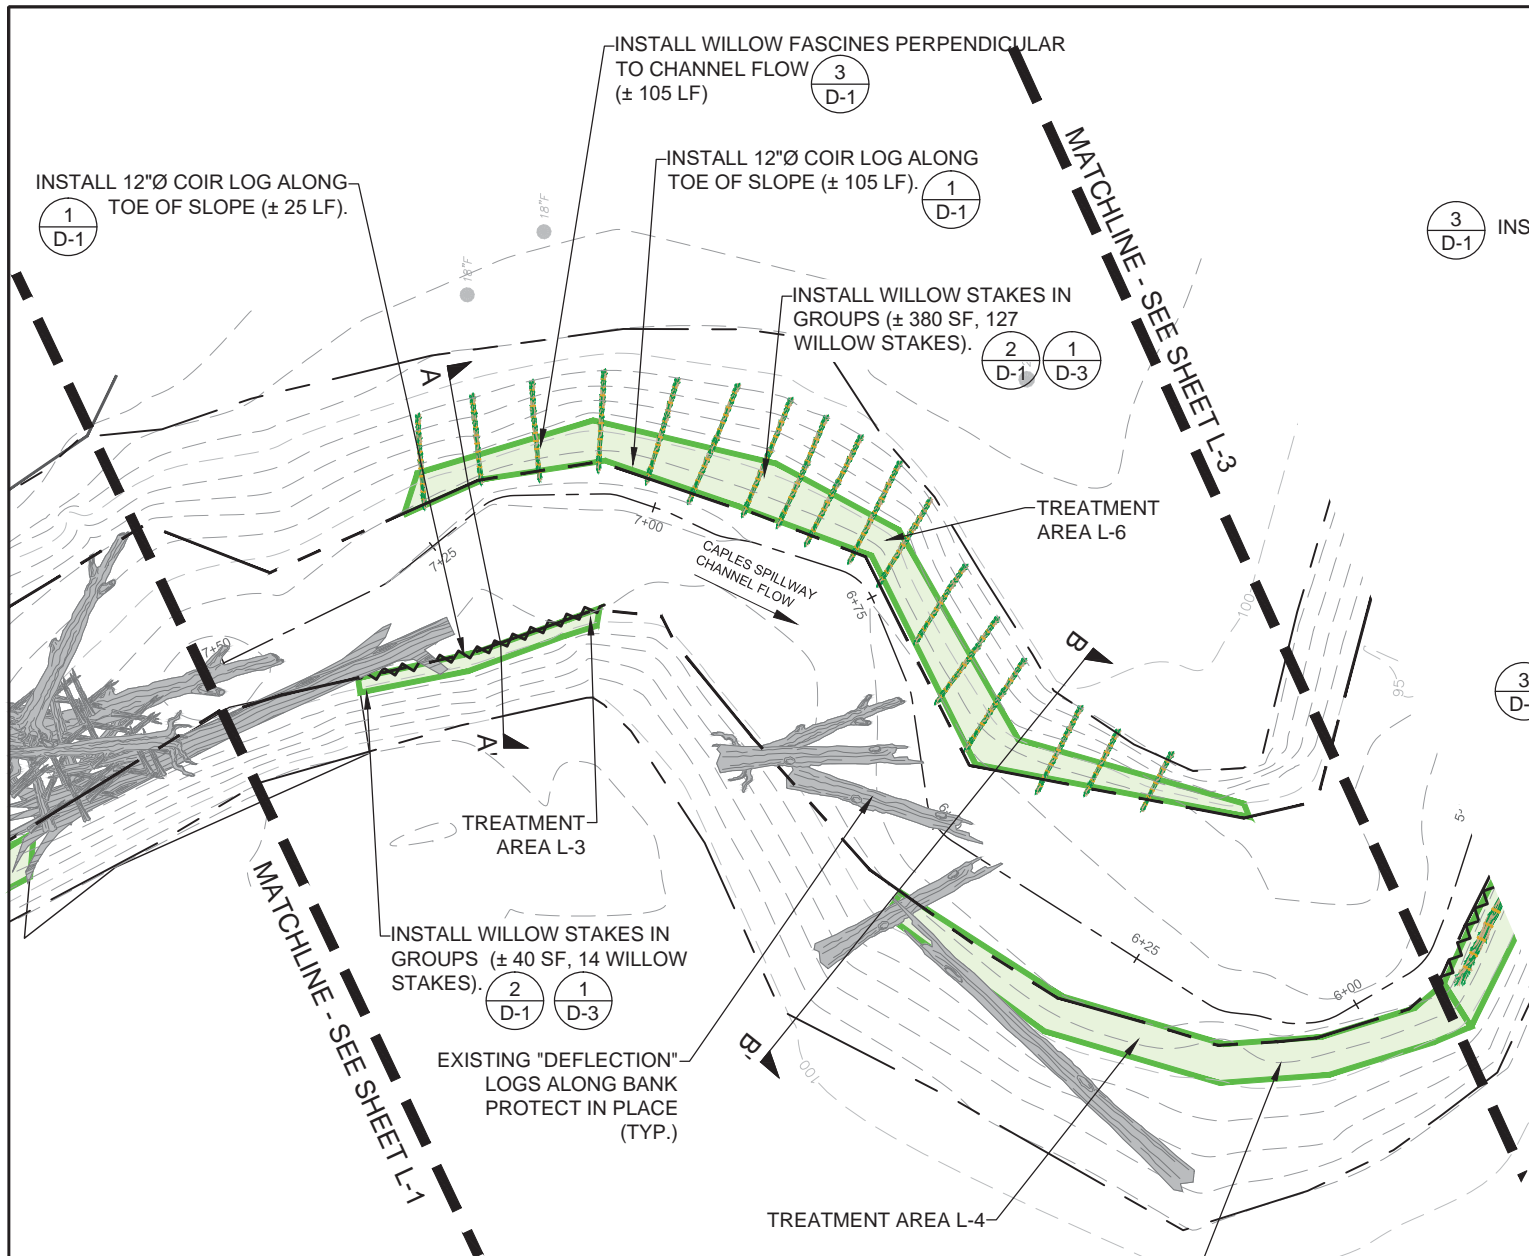 INSTALL WILLOW FASCINES PERPENDICULAR
TO CHANNEL FLOW
(± 105 LF)
3
D-1
INSTALL 12"Ø COIR LOG ALONG
TOE OF SLOPE (± 105 LF).
1
D-1
INSTALL 12"Ø COIR LOG ALONG
TOE OF SLOPE (± 25 LF).
1
D-1
18"F
18"F
MATCHLINE - SEE SHEET L-3
3
D-1
INS
INSTALL WILLOW STAKES IN
GROUPS (± 380 SF, 127
WILLOW STAKES).
2
D-1
1
D-3
A
TREATMENT
AREA L-6
7+00
7+25
CAPLES SPILLWAY
CHANNEL FLOW
6+75
100
7+50
B
95
3
D-
A'
TREATMENT
AREA L-3
5
MATCHLINE - SEE SHEET L-1
INSTALL WILLOW STAKES IN
GROUPS (± 40 SF, 14 WILLOW
STAKES).
2
D-1
1
D-3
6+25
6+00
B'
100
EXISTING "DEFLECTION"
LOGS ALONG BANK
PROTECT IN PLACE
(TYP.)
TREATMENT AREA L-4